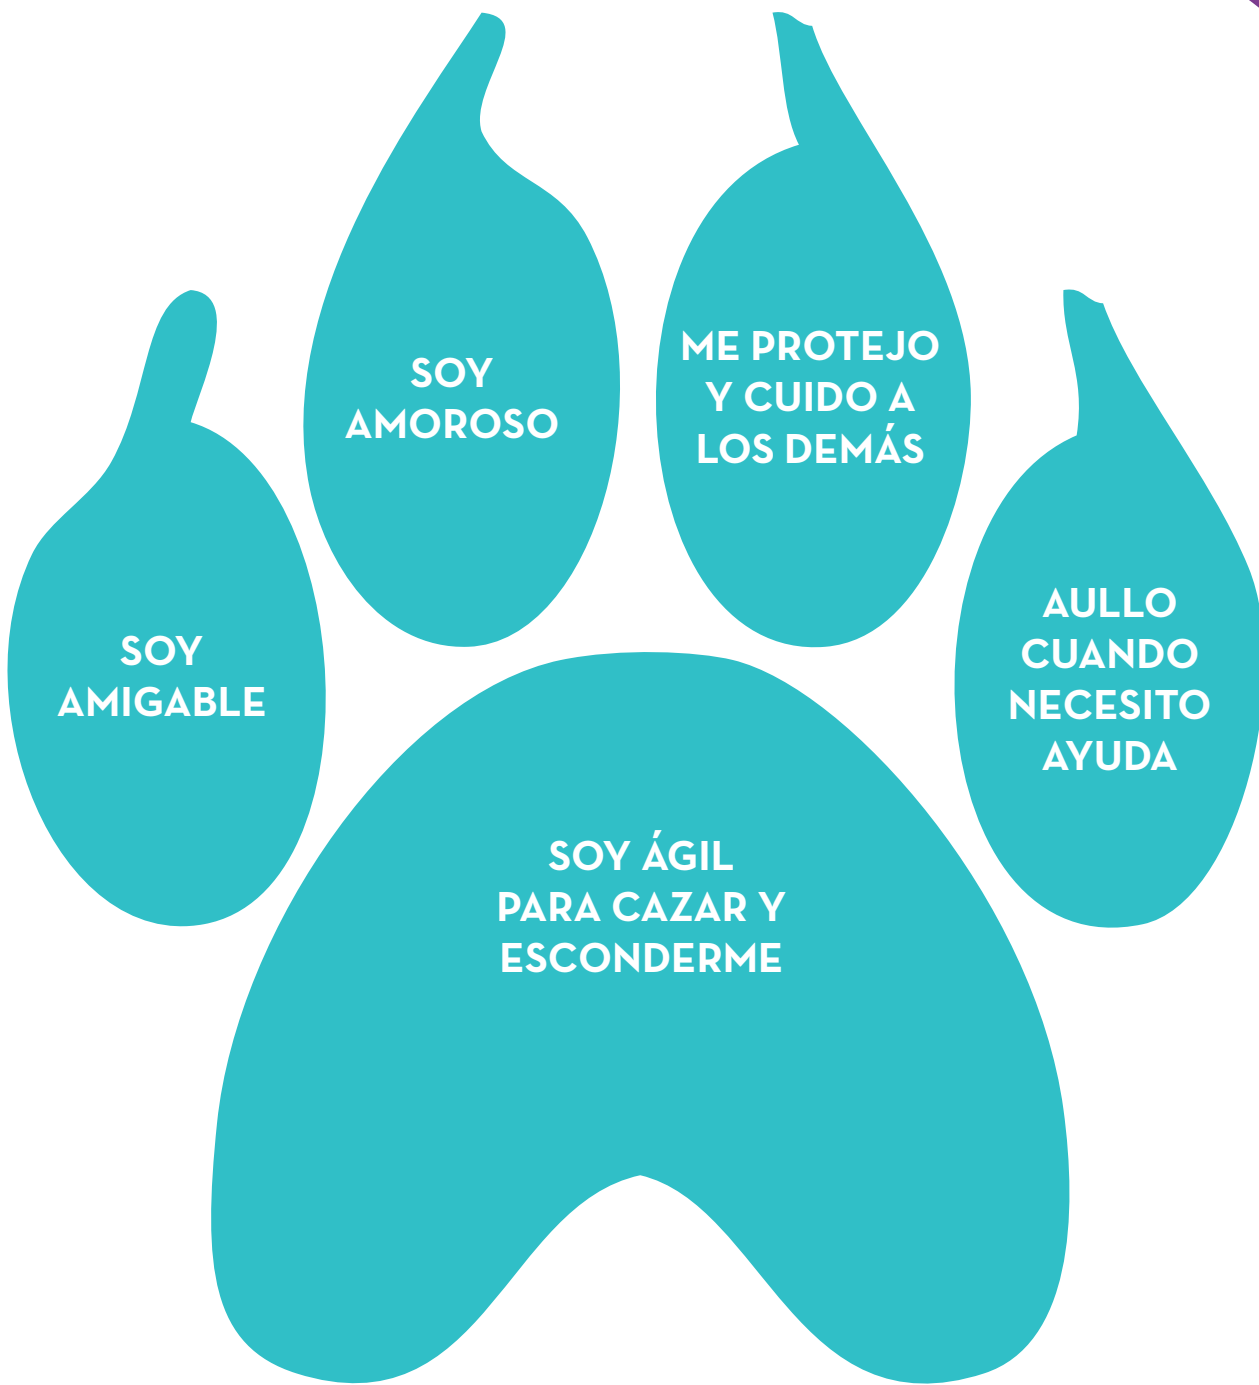 SOY
AMIGABLE
SOY
AMOROSO
ME PROTEJO
Y CUIDO A
LOS DEMÁS
AULLO
CUANDO
NECESITO
AYUDA
SOY ÁGIL
PARA CAZAR Y
ESCONDERME